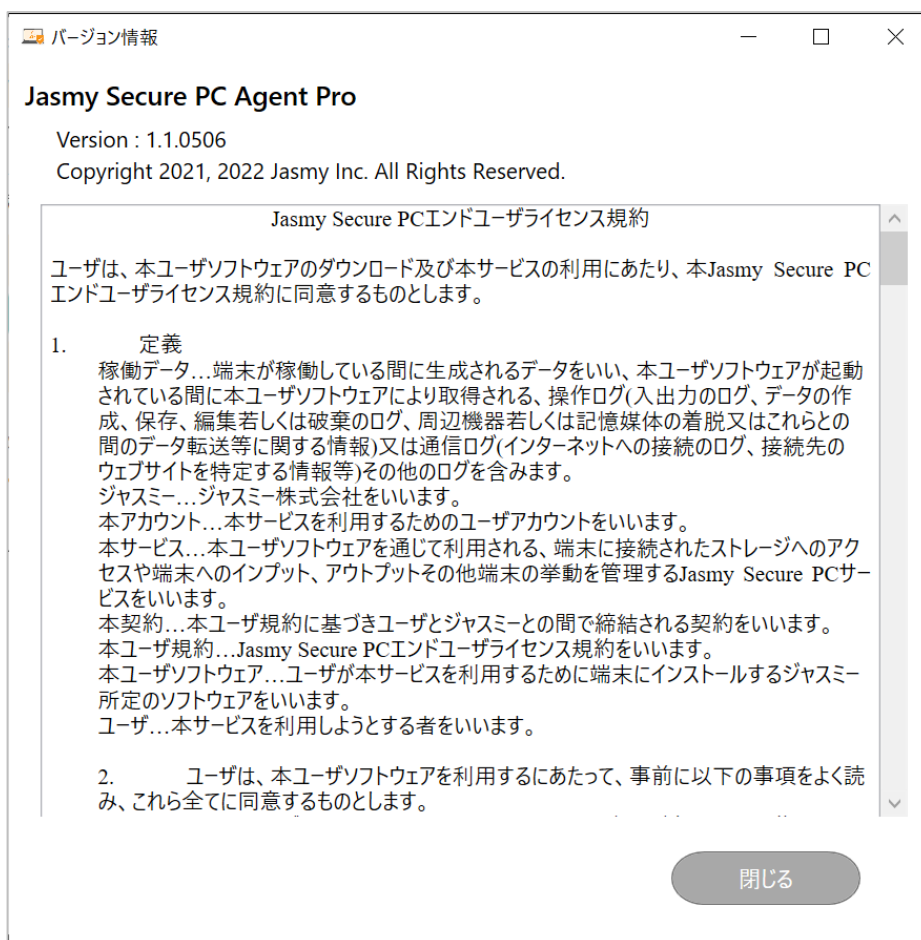 バージョン情報
Jasmy Secure PC Agent Pro
Version : 1.1.0506
Copyright 2021, 2022 Jasmy Inc. All Rights Reserved.
Jasmy Secure PCエンドユーザライセンス規約
ユーザは、本ユーザソフトウェアのダウンロード及び本サービスの利用にあたり、本Jasmy Secure PC
エンドユーザライセンス規約に同意するものとします。
1. 定義
稼働データ…端末が稼働している間に生成されるデータをいい、本ユーザソフトウェアが起動
されている間に本ユーザソフトウェアにより取得される、操作ログ(入出力のログ、データの作
成、保存、編集若しくは破棄のログ、周辺機器若しくは記憶媒体の着脱又はこれらとの
間のデータ転送等に関する情報)又は通信ログ(インターネットへの接続のログ、接続先の
ウェブサイトを特定する情報等)その他のログを含みます。
ジャスミー…ジャスミー株式会社をいいます。
本アカウント…本サービスを利用するためのユーザアカウントをいいます。
本サービス…本ユーザソフトウェアを通じて利用される、端末に接続されたストレージへのアク
セスや端末へのインプット、アウトプットその他端末の挙動を管理するJasmy Secure PCサー
ビスをいいます。
本契約…本ユーザ規約に基づきユーザとジャスミーとの間で締結される契約をいいます。
本ユーザ規約…Jasmy Secure PCエンドユーザライセンス規約をいいます。
本ユーザソフトウェア…ユーザが本サービスを利用するために端末にインストールするジャスミー
所定のソフトウェアをいいます。
ユーザ…本サービスを利用しようとする者をいいます。
2. ユーザは、本ユーザソフトウェアを利用するにあたって、事前に以下の事項をよく読
み、これら全てに同意するものとします。
閉じる